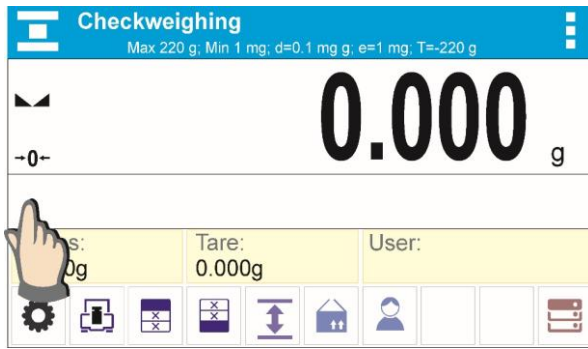 Checkweighing
Max 220 g; Min 1 mg; d=0.1 mg g; e=1 mg; T=-220 g
0.000 g
→0←
s: Tare: User:
0g 0.000g